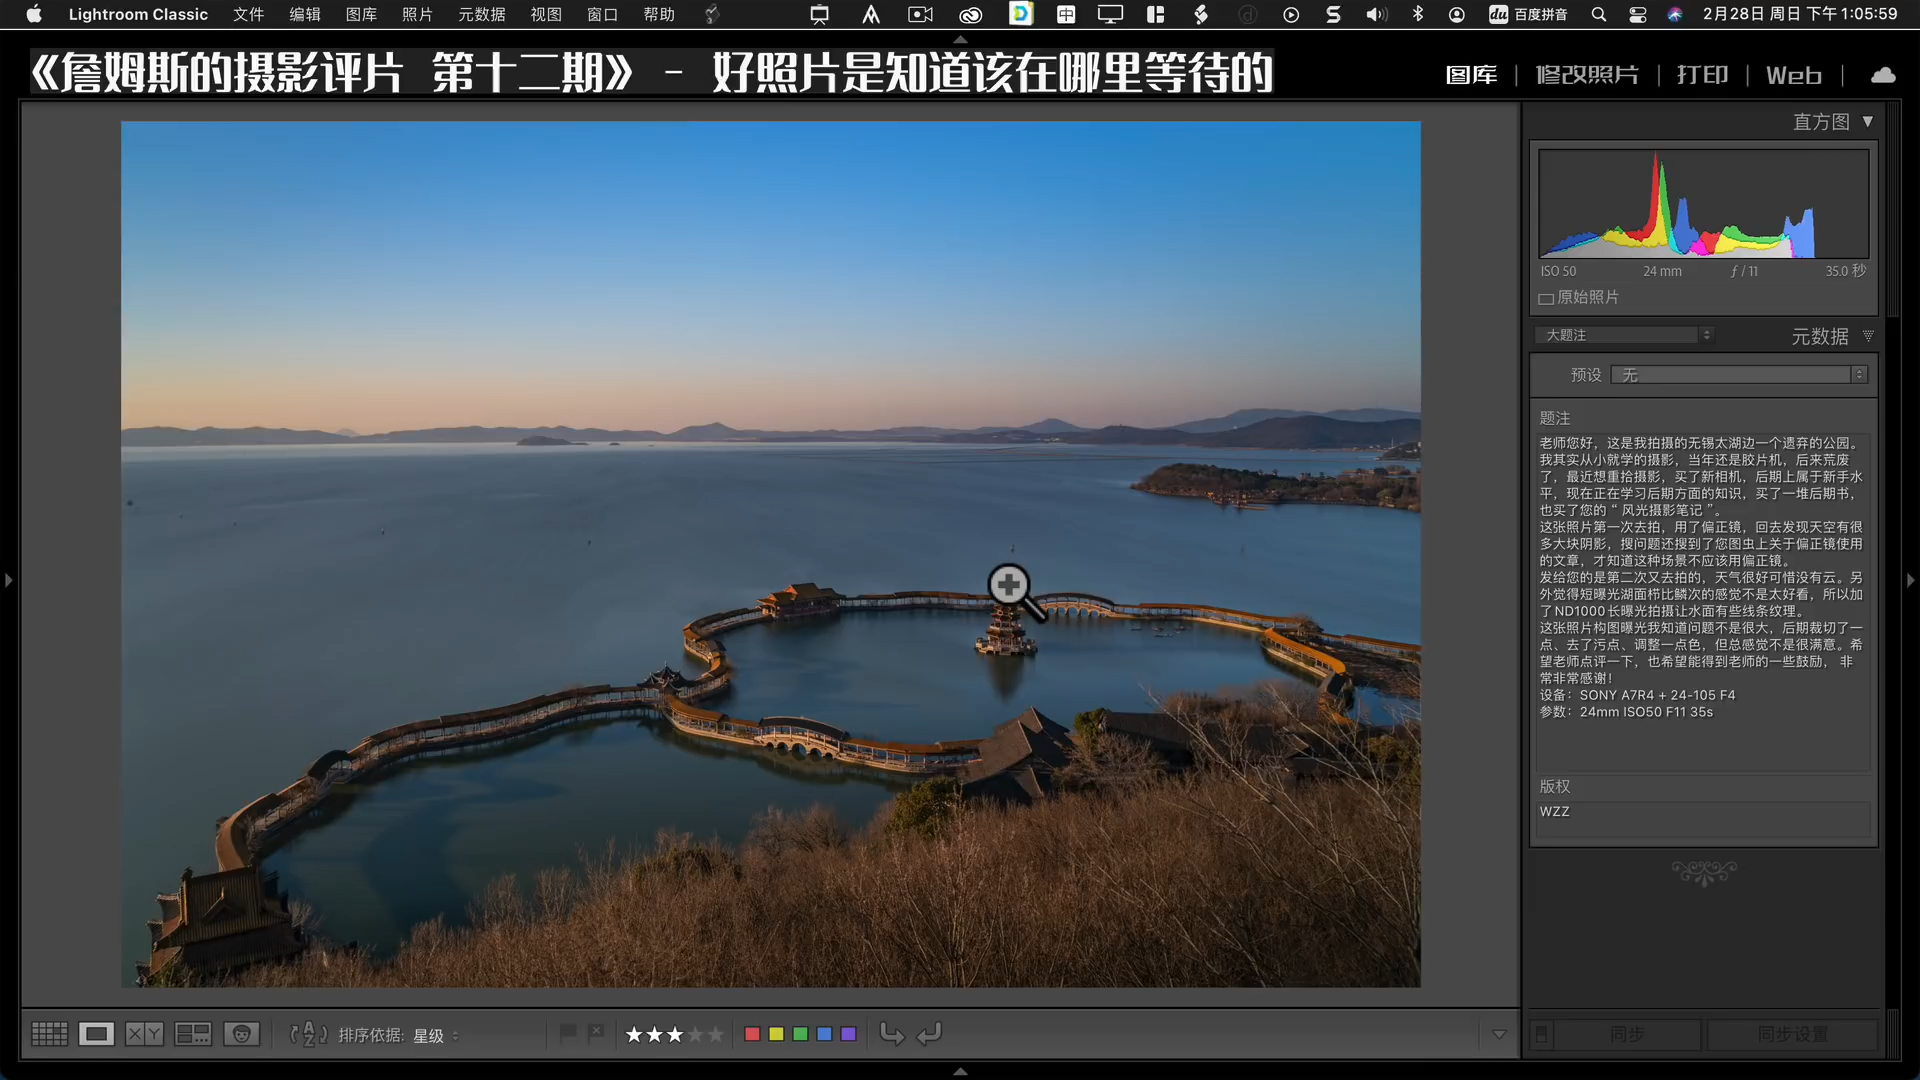 Lightroom Classic 文件 编辑 图库 照片 元数据 视图 窗口 帮助 中 du 百度拼音 2月28日 周日 下午 1:05:59
《詹姆斯的摄影评片 第十二期》 - 好照片是知道该在哪里等待的
图库 | 修改照片 | 打印 | Web |
直方图
ISO 50 24 mm ƒ / 11 35.0 秒
原始照片
大题注 元数据
预设 无
题注
老师您好，这是我拍摄的无锡太湖边一个遗弃的公园。
我其实从小就学的摄影，当年还是胶片机，后来荒废
了，最近想重拾摄影，买了新相机，后期上属于新手水
平，现在正在学习后期方面的知识，买了一堆后期书，
也买了您的“ 风光摄影笔记 ”。
这张照片第一次去拍，用了偏正镜，回去发现天空有很
多大块阴影，搜问题还搜到了您图虫上关于偏正镜使用
的文章，才知道这种场景不应该用偏正镜。
发给您的是第二次又去拍的，天气很好可惜没有云。另
外觉得短曝光湖面栉比鳞次的感觉不是太好看，所以加
了ND1000长曝光拍摄让水面有些线条纹理。
这张照片构图曝光我知道问题不是很大，后期裁切了一
点、去了污点、调整一点色，但总感觉不是很满意。希
望老师点评一下，也希望能得到老师的一些鼓励， 非
常非常感谢！
设备：SONY A7R4 + 24-105 F4
参数：24mm ISO50 F11 35s
版权
WZZ
排序依据: 星级
同步 同步设置